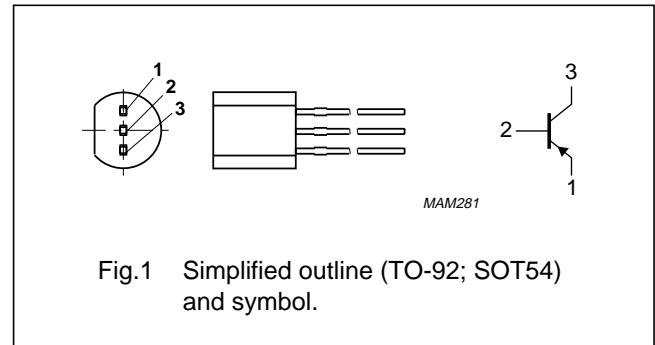 1
2
3
3
2
1
MAM281
Fig.1 Simplified outline (TO-92; SOT54)
and symbol.